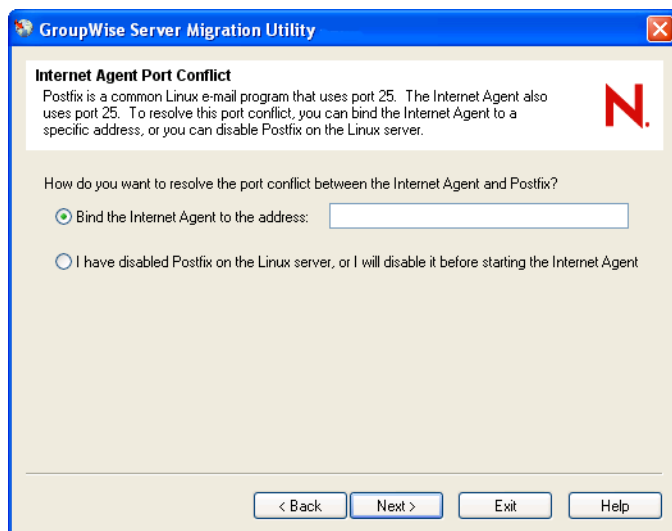 GroupWise Server Migration Utility
Internet Agent Port Conflict
Postfix is a common Linux e-mail program that uses port 25. The Internet Agent also
uses port 25. To resolve this port conflict, you can bind the Internet Agent to a
specific address, or you can disable Postfix on the Linux server.
N.
How do you want to resolve the port conflict between the Internet Agent and Postfix?
Bind the Internet Agent to the address:
I have disabled Postfix on the Linux server, or I will disable it before starting the Internet Agent
< Back
Next >
Exit
Help